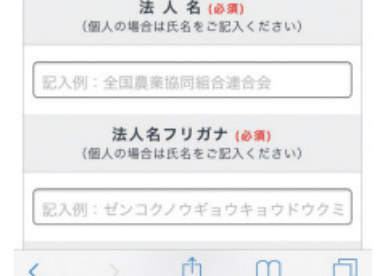 法人名 (必須)
(個人の場合は氏名をご記入ください)
記入例：全国農業協同組合連合会
法人名フリガナ (必須)
(個人の場合は氏名をご記入ください)
記入例：ゼンコクノウギョウキョウドウクミ